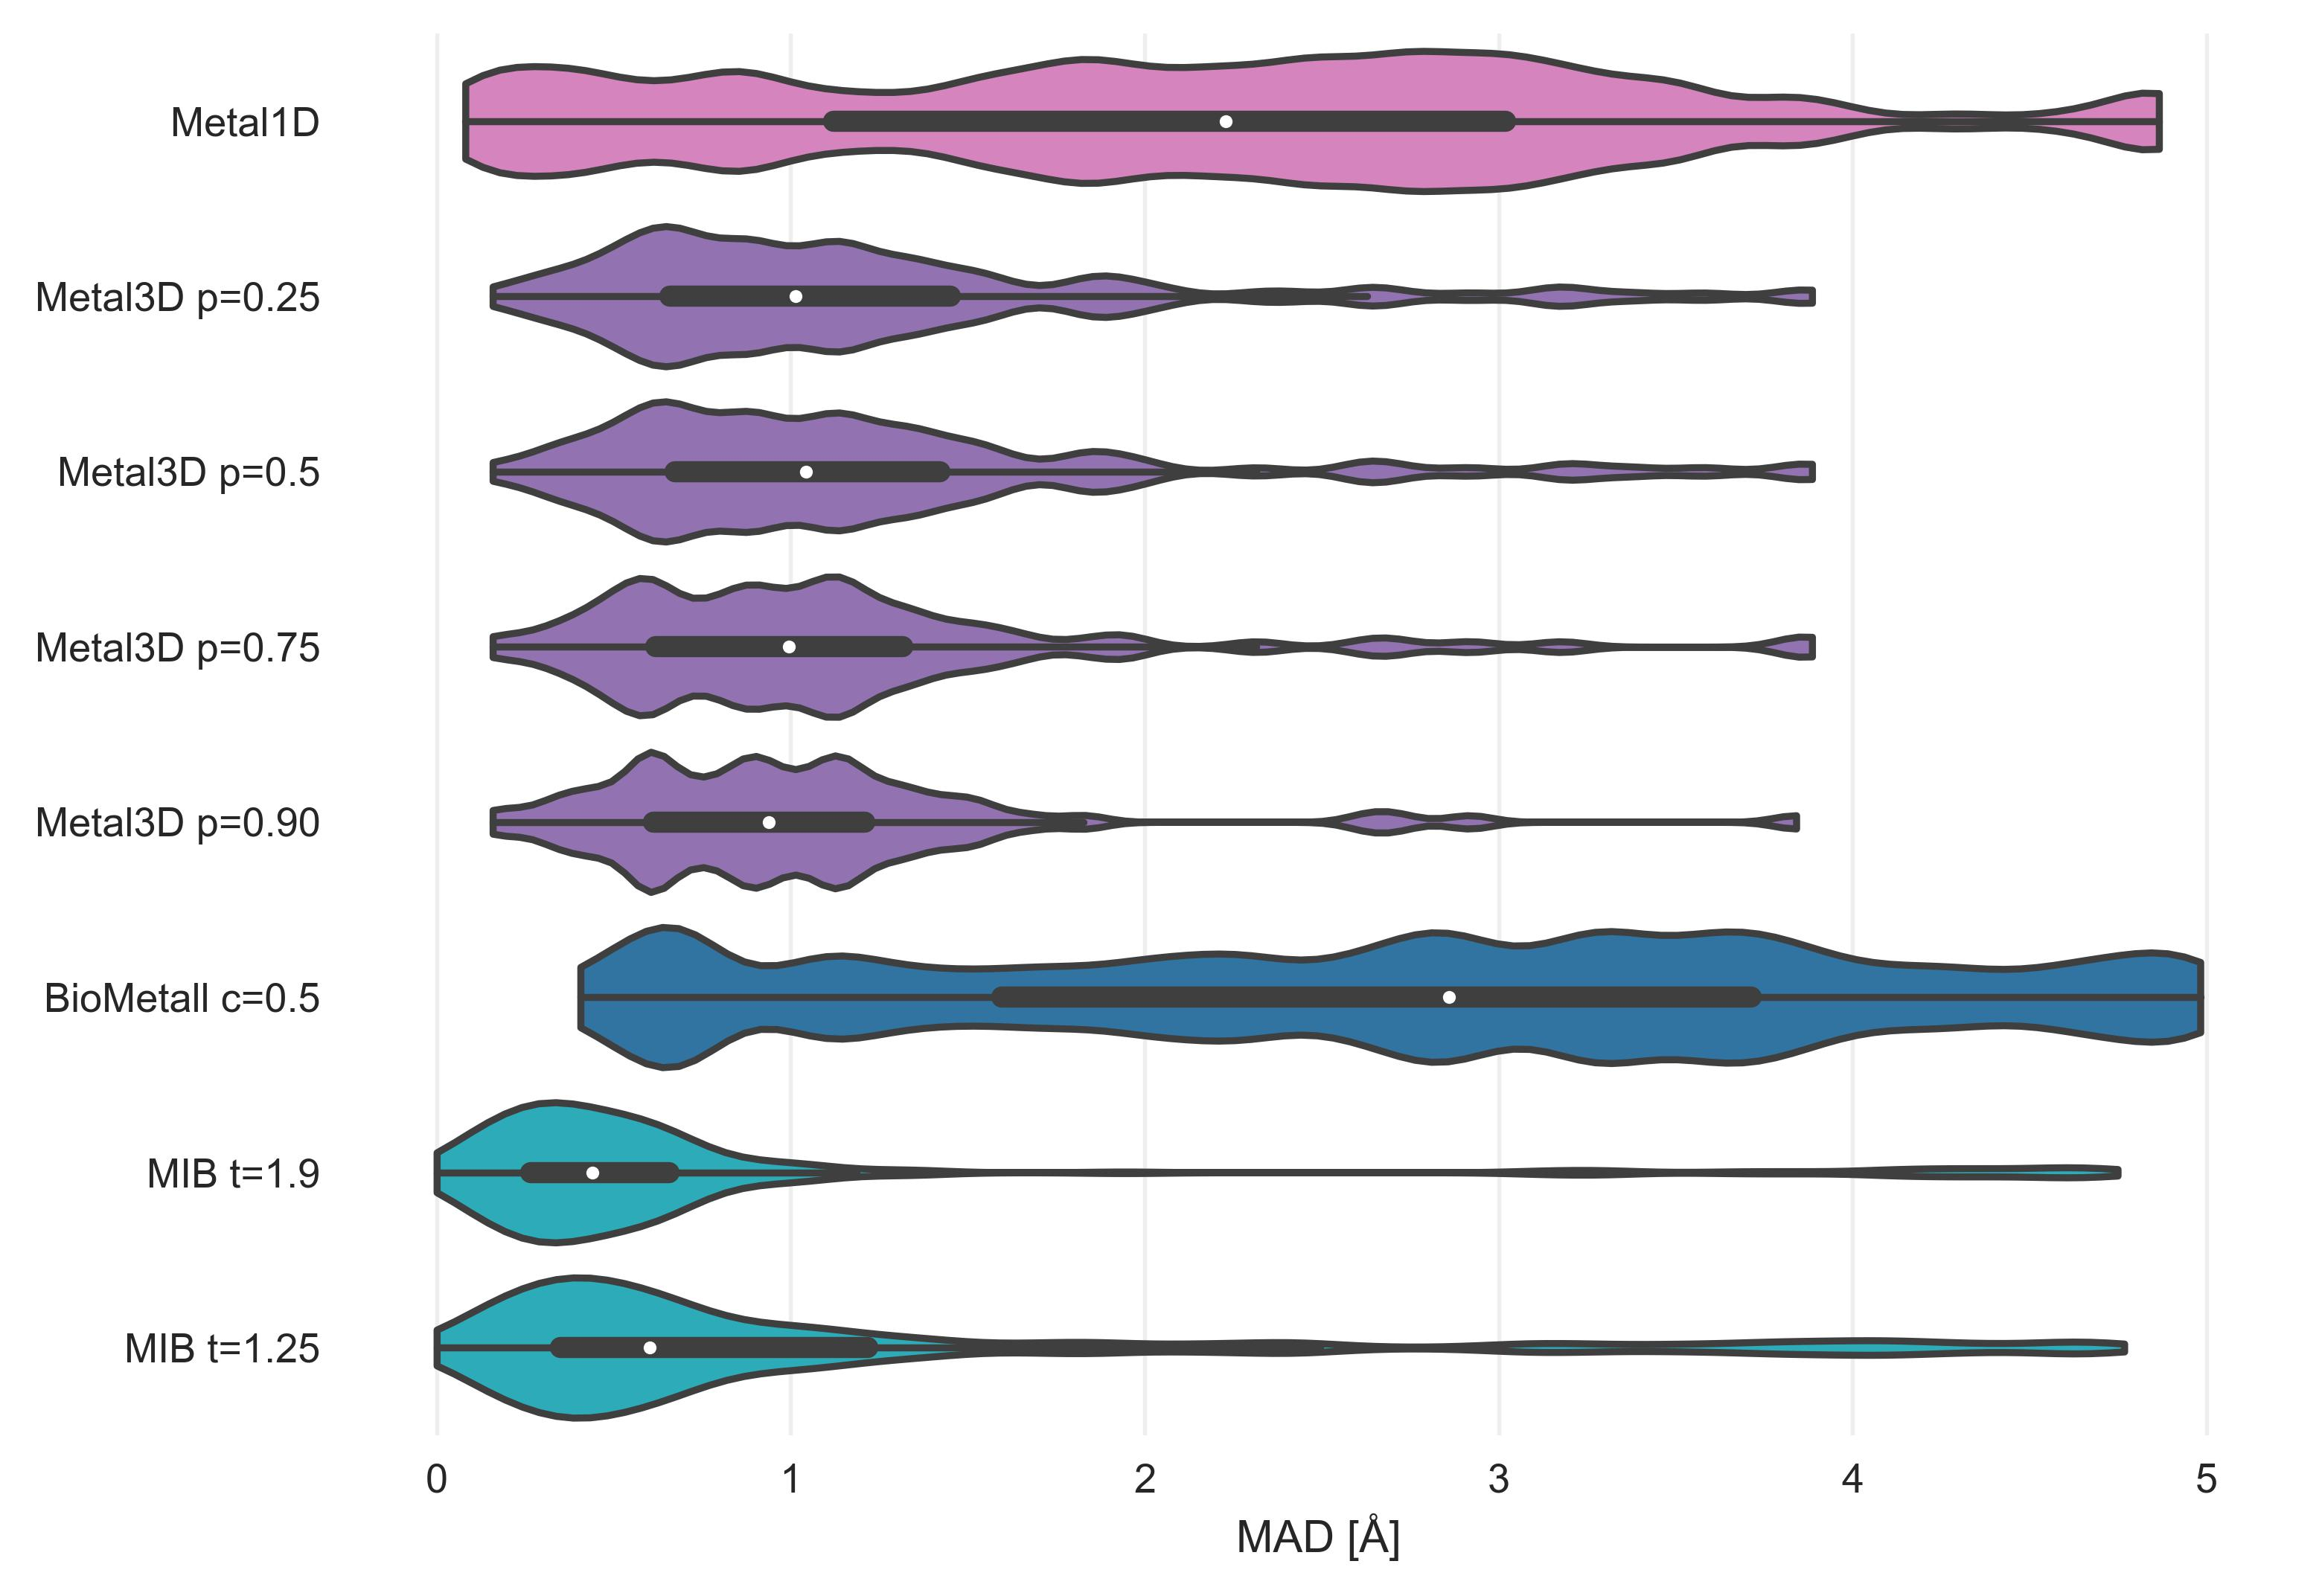 Metal1D
Metal3D p=0.25
Metal3D p=0.5
Metal3D p=0.75
Metal3D p=0.90
BioMetall c=0.5
MIB t=1.9
MIB t=1.25
0 1 2 3 4 5
MAD [Å]